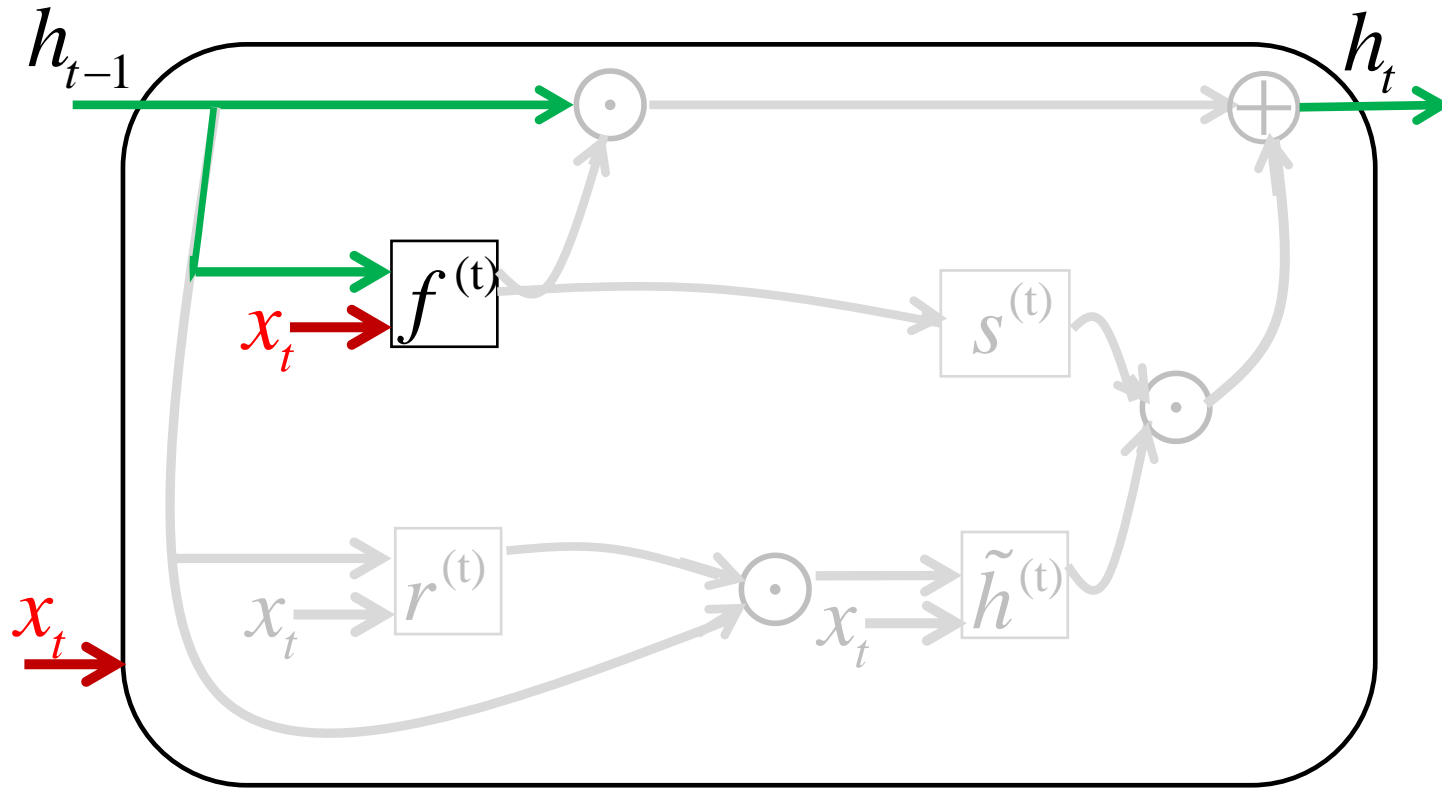 h_{t−1}
h_t
f^{(t)}
x_t
s^{(t)}
r^{(t)}
x_t
h̃^{(t)}
x_t
x_t